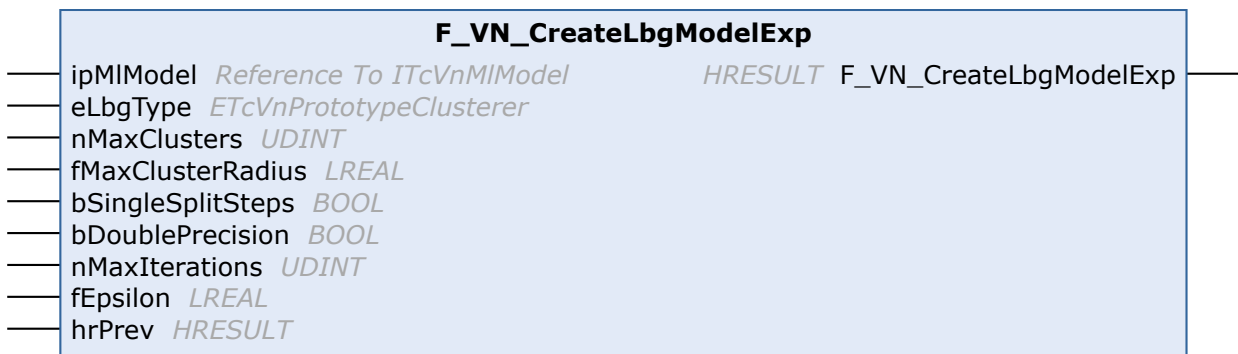 F_VN_CreateLbgModelExp
ipMlModel Reference To ITcVnMlModel HRESULT F_VN_CreateLbgModelExp
eLbgType ETcVnPrototypeClusterer
nMaxClusters UDINT
fMaxClusterRadius LREAL
bSingleSplitSteps BOOL
bDoublePrecision BOOL
nMaxIterations UDINT
fEpsilon LREAL
hrPrev HRESULT